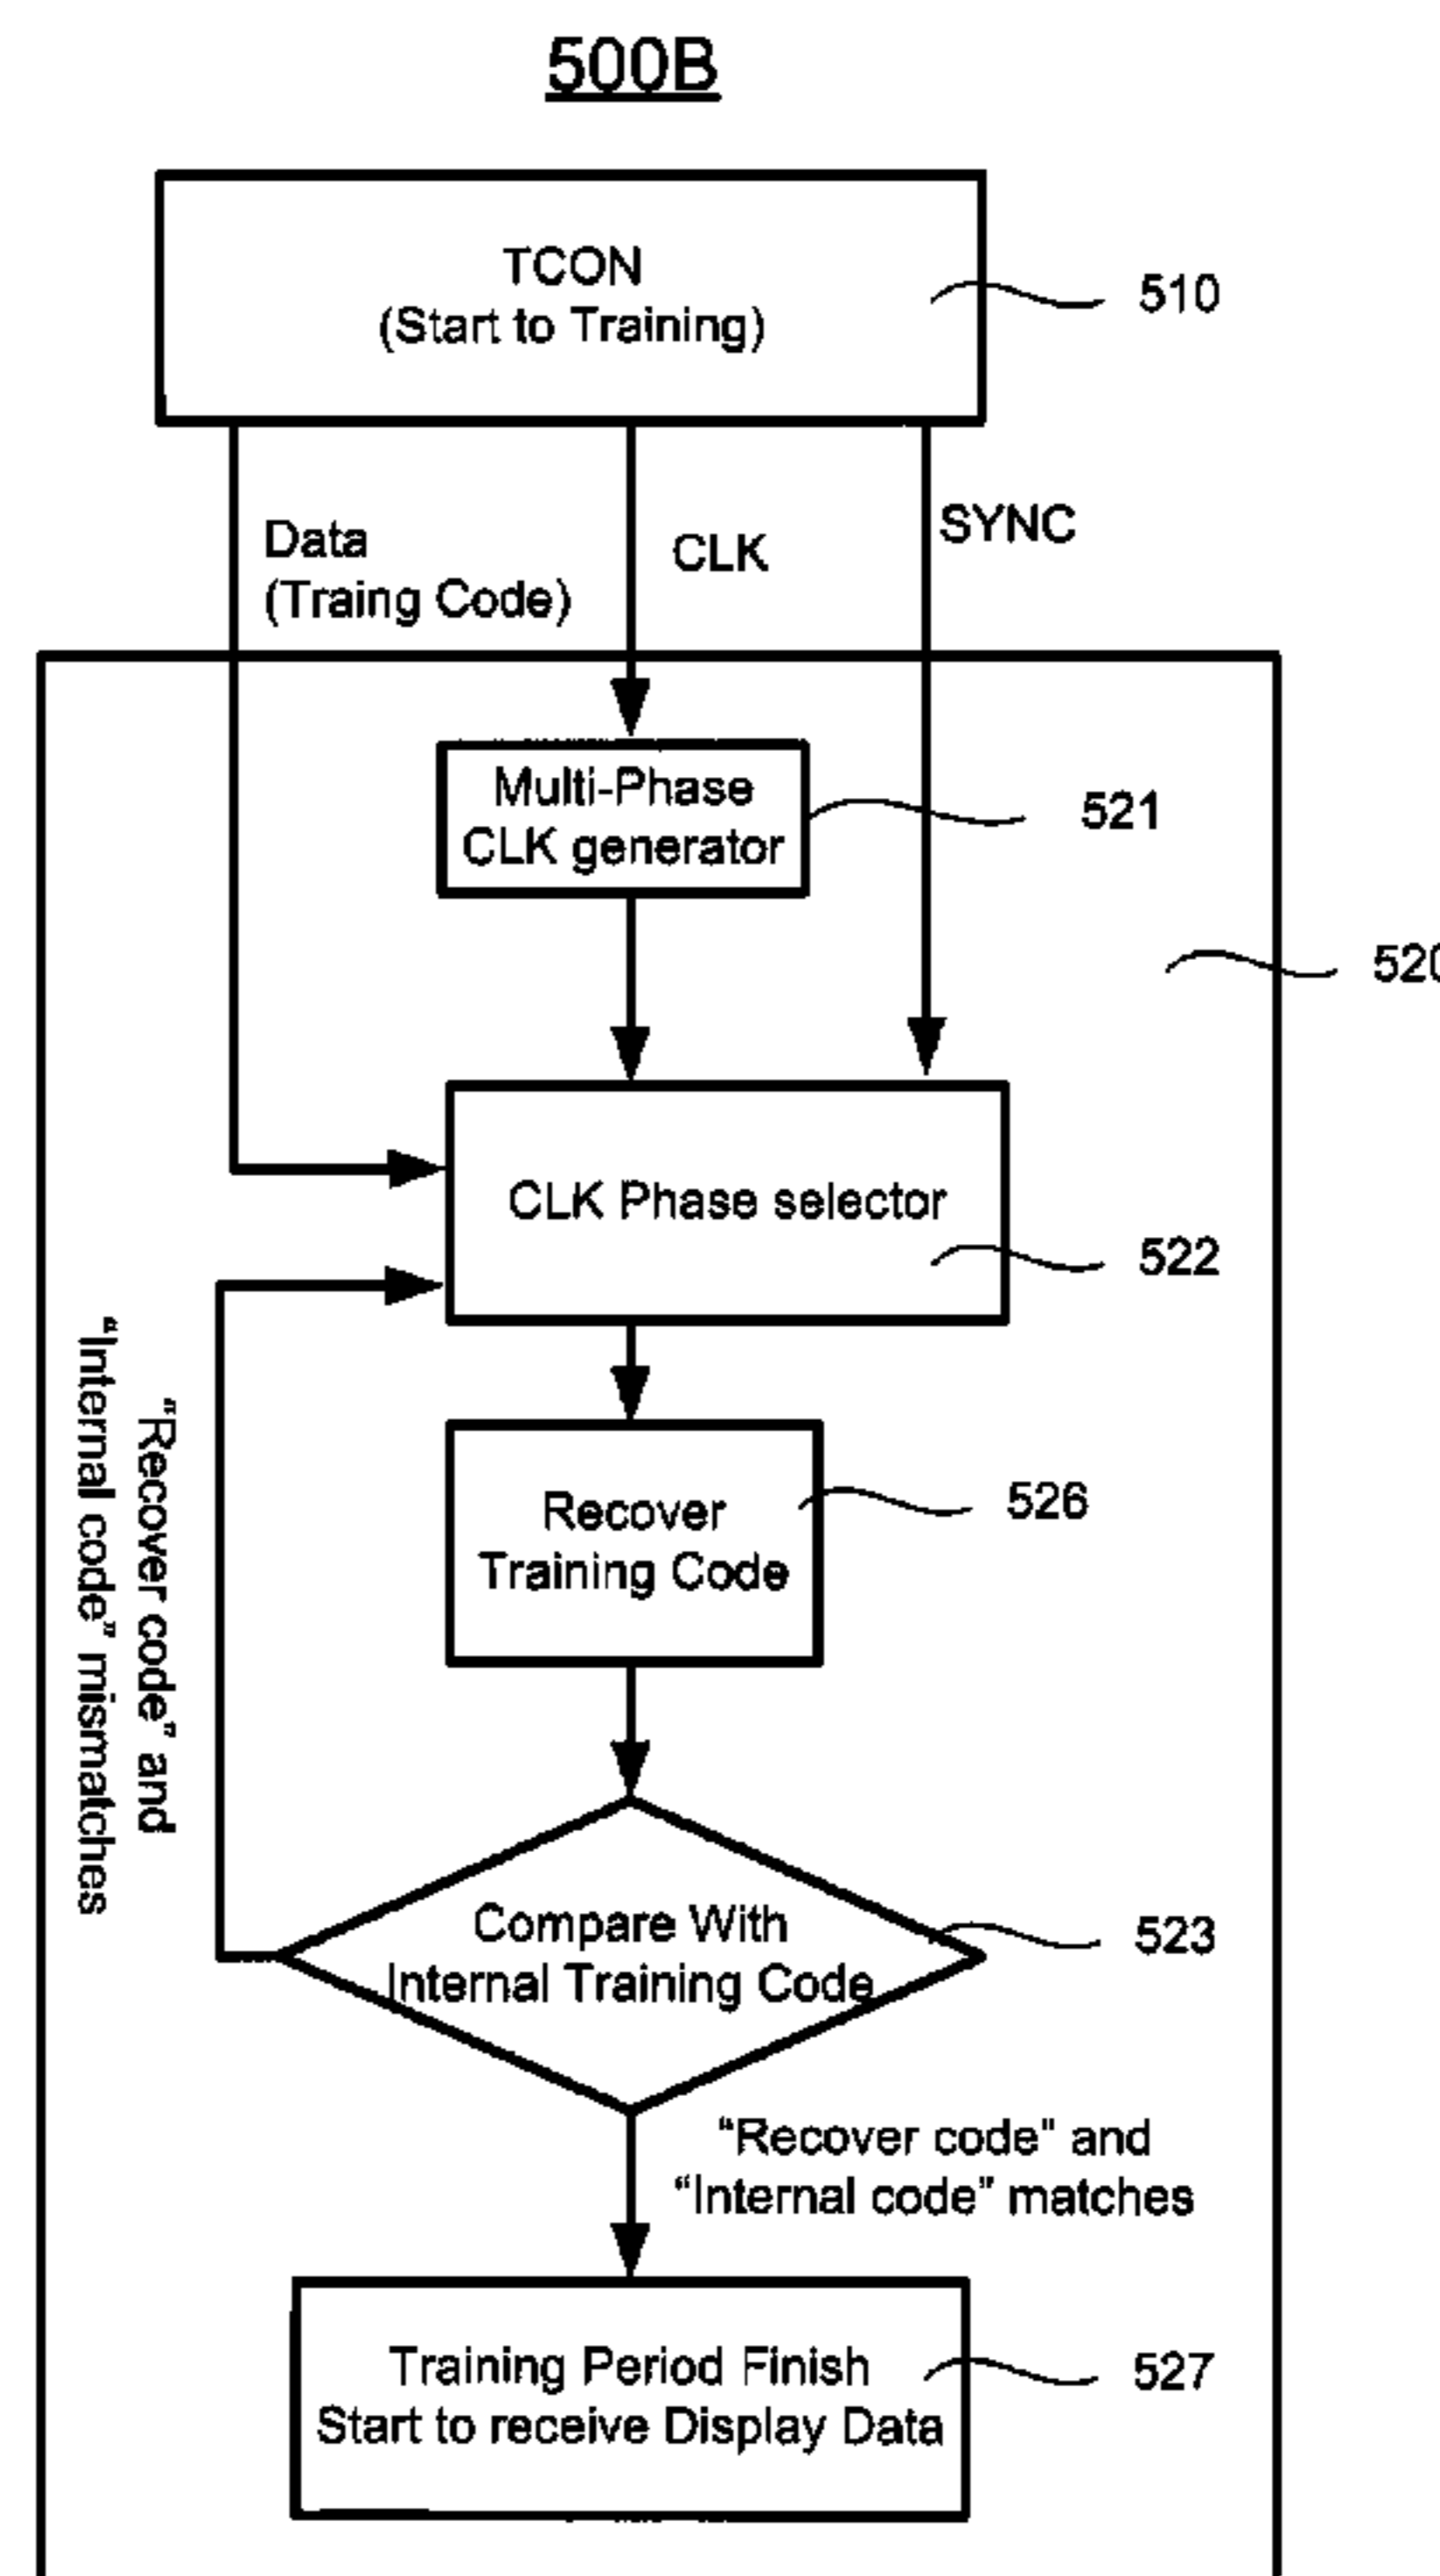 500B
TCON
(Start to Training)
510
Data
(Traing Code)
CLK
SYNC
Multi-Phase
CLK generator
521
520
CLK Phase selector
522
"Recover code" and
"Internal code" mismatches
Recover
Training Code
526
Compare With
Internal Training Code
523
“Recover code" and
“Internal code” matches
Training Period Finish
Start to receive Display Data
527